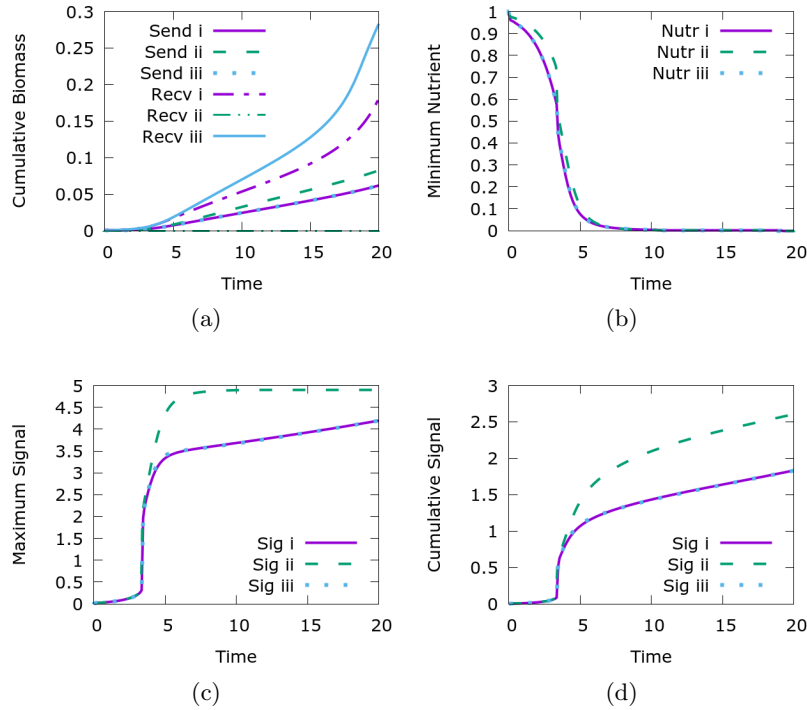 Cumulative Biomass
0.3
0.25
0.2
0.15
0.1
0.05
0
Send i
Send ii
Send iii
Recv i
Recv ii
Recv iii
0 5 10 15 20
Time
(a)
Minimum Nutrient
1
0.9
0.8
0.7
0.6
0.5
0.4
0.3
0.2
0.1
0
Nutr i
Nutr ii
Nutr iii
0 5 10 15 20
Time
(b)
Maximum Signal
5
4.5
4
3.5
3
2.5
2
1.5
1
0.5
0
Sig i
Sig ii
Sig iii
0 5 10 15 20
Time
(c)
Cumulative Signal
3
2.5
2
1.5
1
0.5
0
Sig i
Sig ii
Sig iii
0 5 10 15 20
Time
(d)